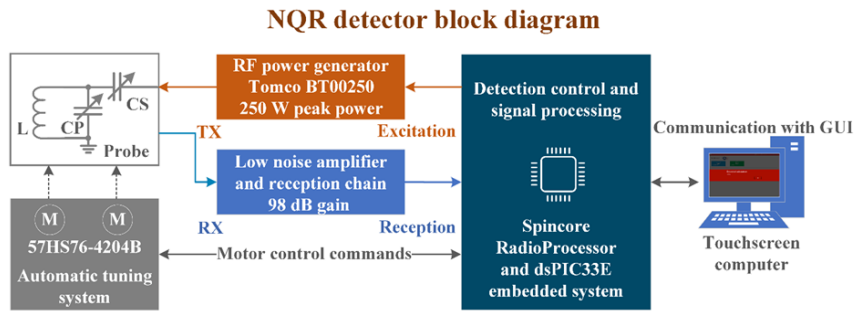 NQR detector block diagram
RF power generator
Tomco BT00250
250 W peak power
TX
Excitation
L
CP
CS
Probe
Low noise amplifier
and reception chain
98 dB gain
RX
Reception
M
M
57HS76-4204B
Automatic tuning
system
Motor control commands
Detection control and
signal processing
Spincore
RadioProcessor
and dsPIC33E
embedded system
Communication with GUI
Touchscreen
computer